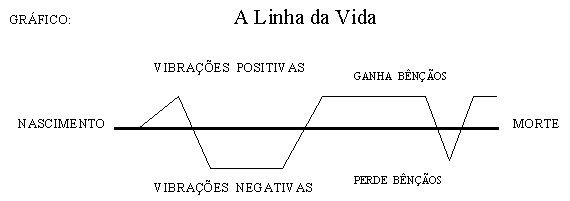 GRÁFICO:
A Linha da Vida
VIBRAÇÕES POSITIVAS
GANHA BÊNÇÃOS
NASCIMENTO
MORTE
VIBRAÇÕES NEGATIVAS
PERDE BÊNÇÃOS